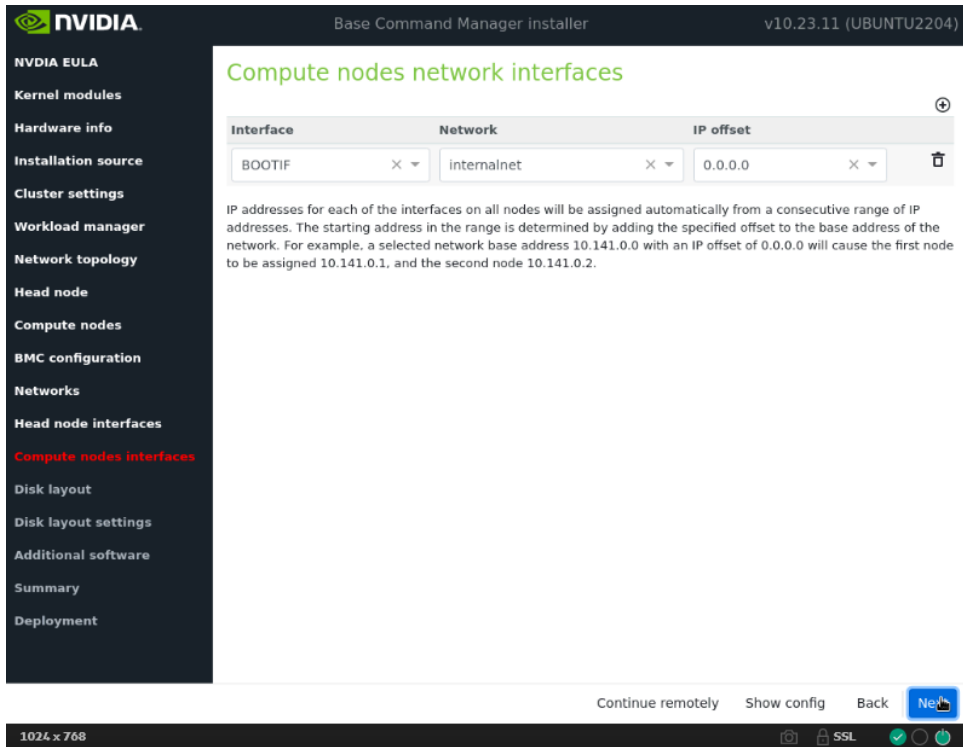 NVIDIA.
Base Command Manager installer
v10.23.11 (UBUNTU2204)
NVIDIA EULA
Kernel modules
Hardware info
Installation source
Cluster settings
Workload manager
Network topology
Head node
Compute nodes
BMC configuration
Networks
Head node interfaces
Compute nodes interfaces
Disk layout
Disk layout settings
Additional software
Summary
Deployment
Compute nodes network interfaces
Interface Network IP offset
BOOTIF internalnet 0.0.0.0
IP addresses for each of the interfaces on all nodes will be assigned automatically from a consecutive range of IP
addresses. The starting address in the range is determined by adding the specified offset to the base address of the
network. For example, a selected network base address 10.141.0.0 with an IP offset of 0.0.0.0 will cause the first node
to be assigned 10.141.0.1, and the second node 10.141.0.2.
Continue remotely Show config Back Next
1024 x 768 SSL